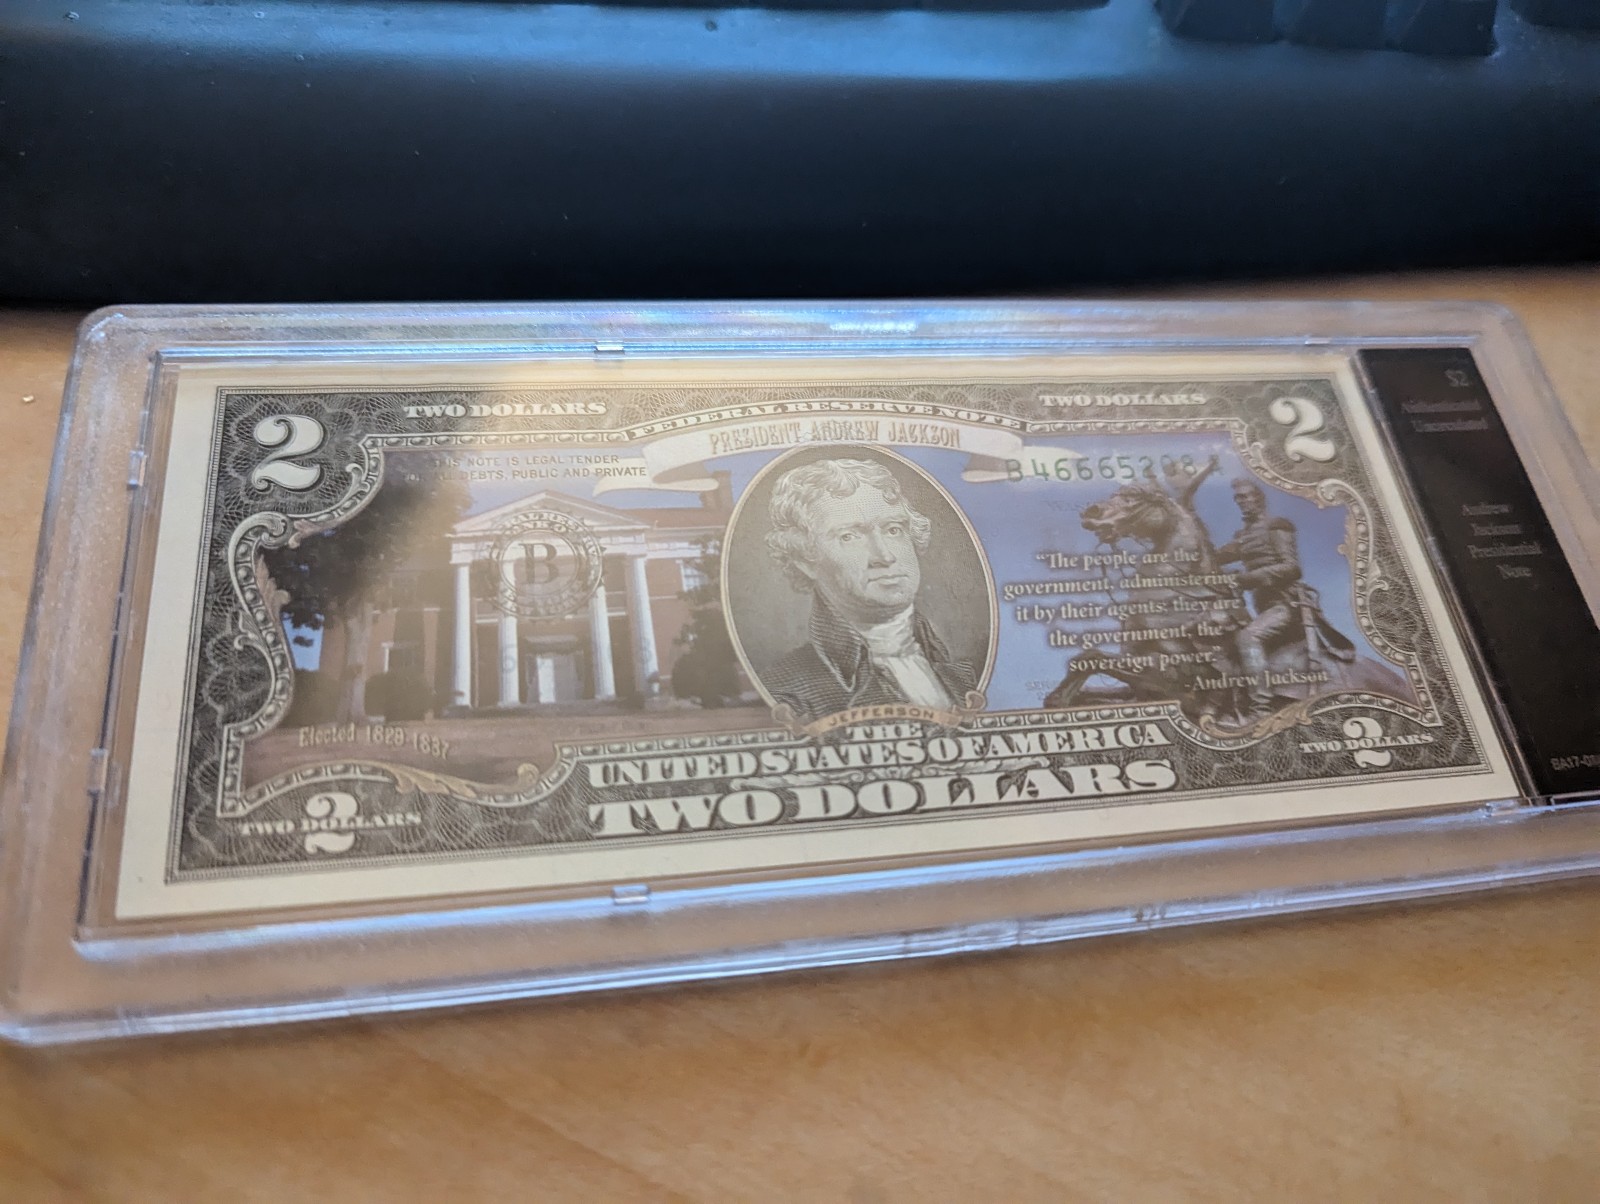 2
TWO DOLLARS
FEDERAL RESERVE NOTE
TWO DOLLARS
2
PRESIDENT ANDREW JACKSON
THIS NOTE IS LEGAL TENDER
FOR ALL DEBTS, PUBLIC AND PRIVATE
B 46665208 A
B
"The people are the
government, administering
it by their agents; they are
the government, the
sovereign power."
-Andrew Jackson
Elected 1829-1837
JEFFERSON
THE
UNITED STATES OF AMERICA
TWO DOLLARS
2
TWO DOLLARS
2
TWO DOLLARS
$2
Authenticated
Uncirculated
Andrew
Jackson
Presidential
Note